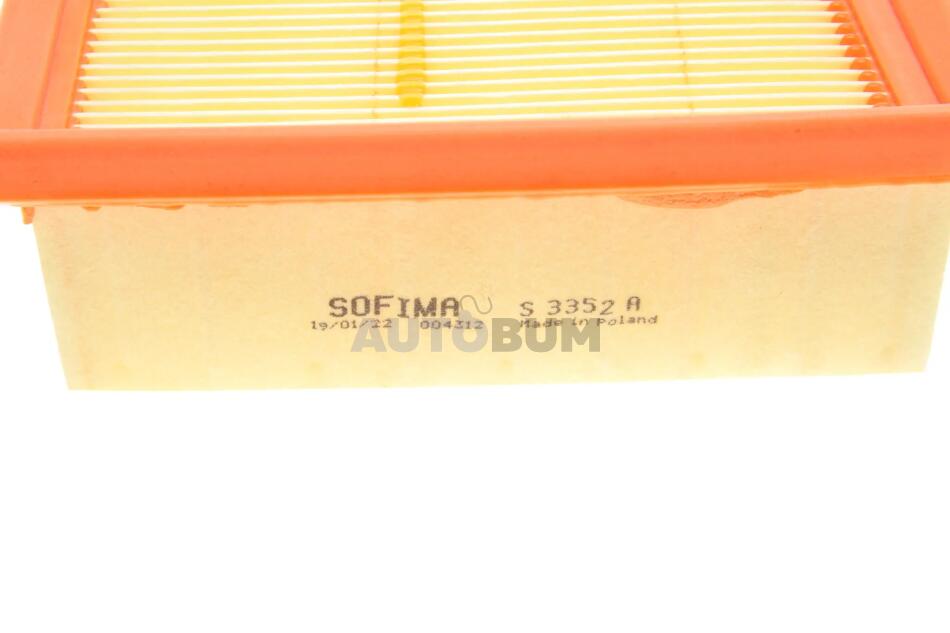 SOFIMA S 3352 A
19/01/22 004312 Made in Poland
AUTOBUM